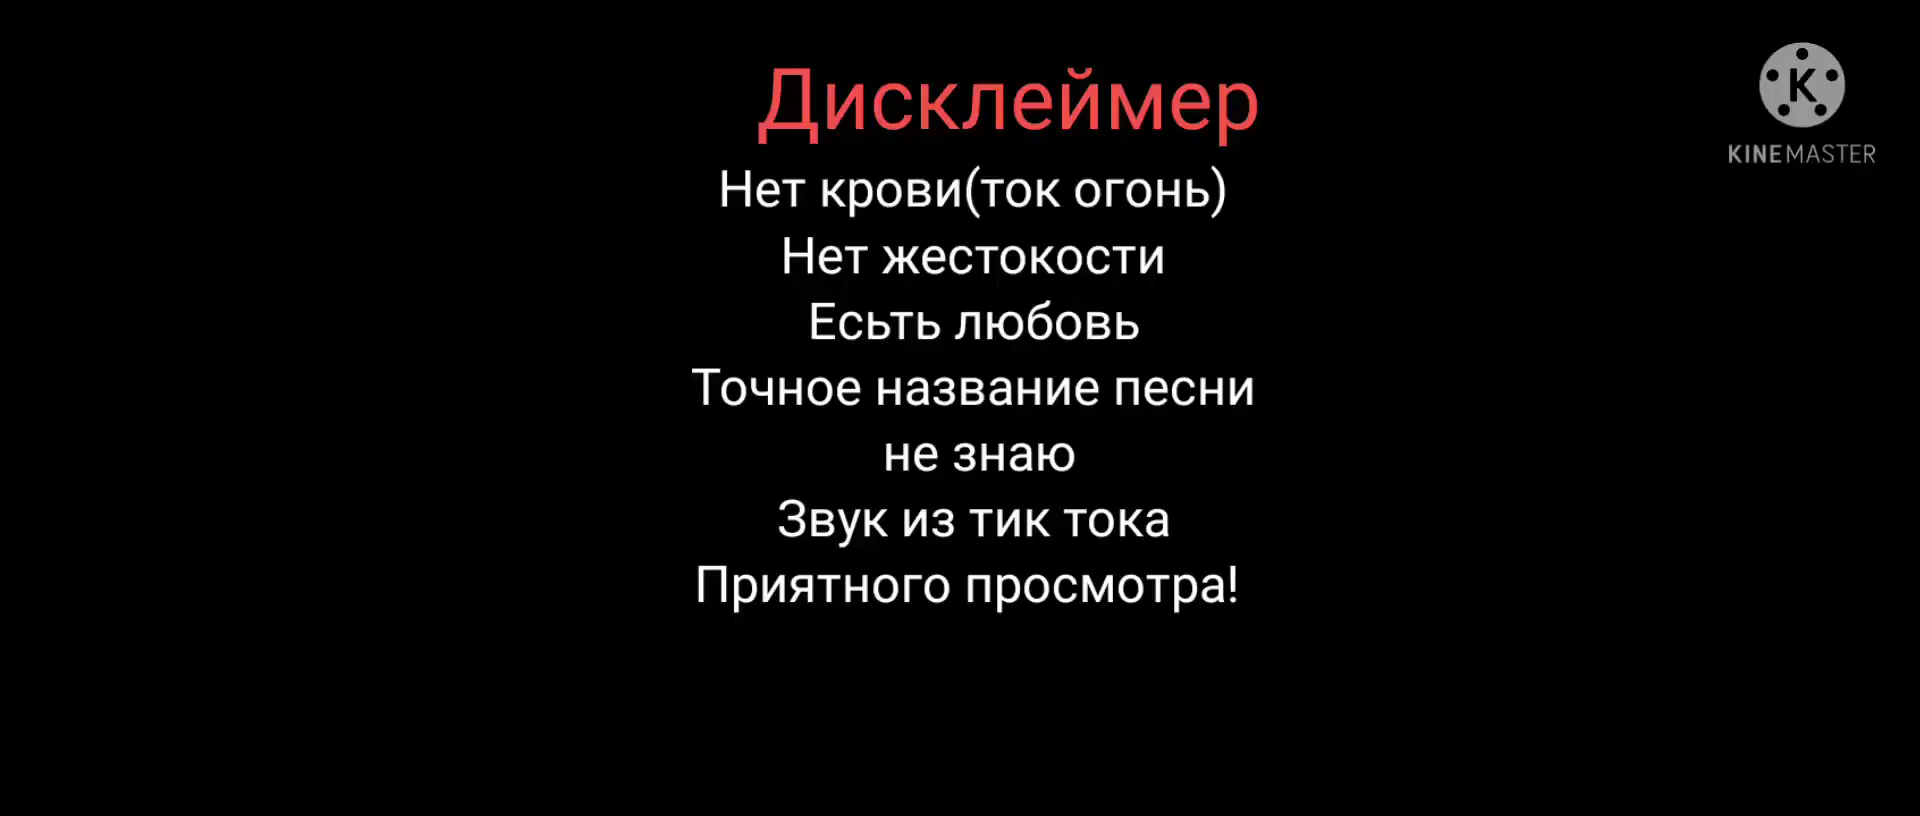 Дисклеймер
Нет крови(ток огонь)
Нет жестокости
Есьть любовь
Точное название песни
не знаю
Звук из тик тока
Приятного просмотра!
K
KINEMASTER